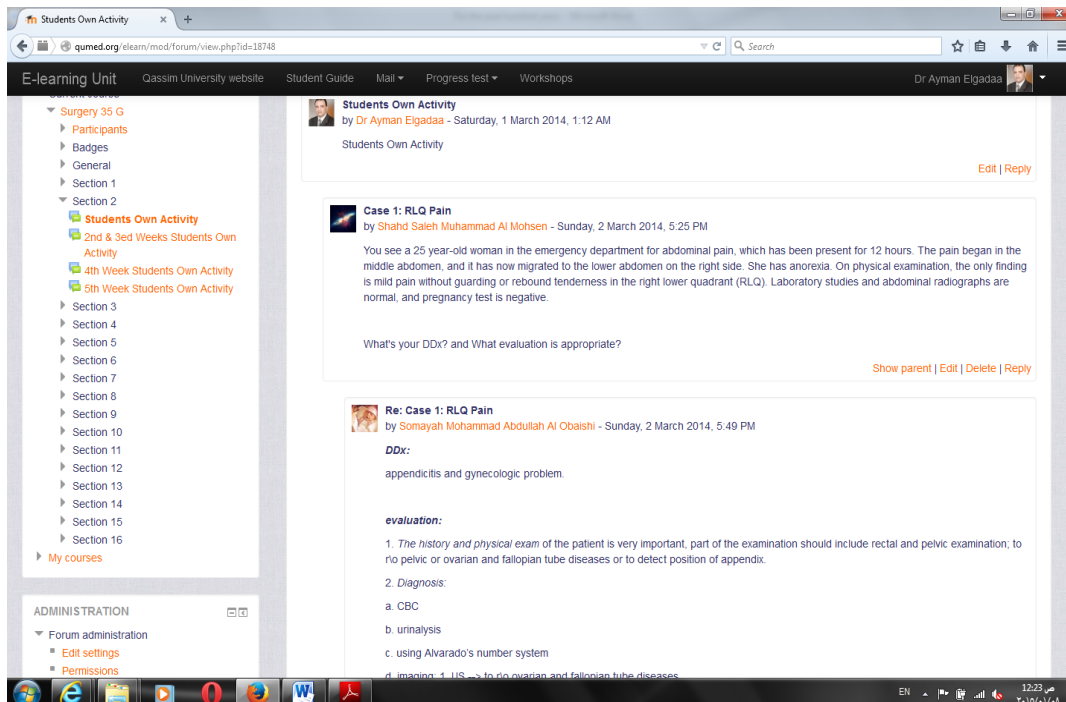 Students Own Activity
qumed.org/elearn/mod/forum/view.php?id=18748
Search
E-learning Unit
Qassim University website
Student Guide
Mail
Progress test
Workshops
Dr Ayman Elgadaa
Current course
Surgery 35 G
Participants
Badges
General
Section 1
Section 2
Students Own Activity
2nd & 3ed Weeks Students Own
Activity
4th Week Students Own Activity
5th Week Students Own Activity
Section 3
Section 4
Section 5
Section 6
Section 7
Section 8
Section 9
Section 10
Section 11
Section 12
Section 13
Section 14
Section 15
Section 16
My courses
ADMINISTRATION
Forum administration
Edit settings
Permissions
Students Own Activity
by Dr Ayman Elgadaa - Saturday, 1 March 2014, 1:12 AM
Students Own Activity
Edit | Reply
Case 1: RLQ Pain
by Shahd Saleh Muhammad Al Mohsen - Sunday, 2 March 2014, 5:25 PM
You see a 25 year-old woman in the emergency department for abdominal pain, which has been present for 12 hours. The pain began in the
middle abdomen, and it has now migrated to the lower abdomen on the right side. She has anorexia. On physical examination, the only finding
is mild pain without guarding or rebound tenderness in the right lower quadrant (RLQ). Laboratory studies and abdominal radiographs are
normal, and pregnancy test is negative.
What's your DDx? and What evaluation is appropriate?
Show parent | Edit | Delete | Reply
Re: Case 1: RLQ Pain
by Somayah Mohammad Abdullah Al Obaishi - Sunday, 2 March 2014, 5:49 PM
DDx:
appendicitis and gynecologic problem.
evaluation:
1. The history and physical exam of the patient is very important, part of the examination should include rectal and pelvic examination; to
r\o pelvic or ovarian and fallopian tube diseases or to detect position of appendix.
2. Diagnosis:
a. CBC
b. urinalysis
c. using Alvarado's number system
d. imaging: 1. US --> to r\o ovarian and fallopian tube diseases
EN
12:23 ص
٢٠١٥/٠١/٠٨